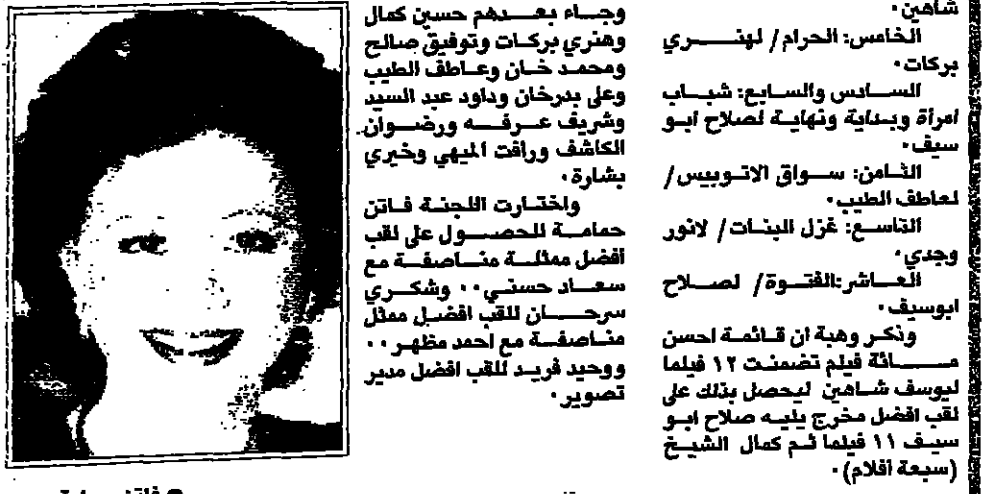 شاهين٠
الخامس: الحرام/ لهنري
بركات٠
السادس والسابع: شباب
امرأة وبداية ونهاية لصلاح ابو
سيف٠
الثامن: سواق الاتوبيس/
لعاطف الطيب٠
التاسع: غزل البنات/ لانور
وجدي٠
العاشر:الفتوة/ لصلاح
ابوسيف٠
وذكر وهبة ان قائمة احسن
مائة فيلم تضمنت ١٢ فيلما
ليوسف شاهين ليحصل بذلك على
لقب افضل مخرج يليه صلاح ابو
سيف ١١ فيلما ثم كمال الشيخ
(سبعة أفلام)٠
وجاء بعدهم حسين كمال
وهنري بركات وتوفيق صالح
ومحمد خان وعاطف الطيب
وعلى بدرخان وداود عبد السيد
وشريف عرفه ورضوان
الكاشف ورافت الميهي وخيري
بشارة٠
واختارت اللجنة فاتن
حمامة للحصول على لقب
افضل ممثلة مناصفة مع
سعاد حسني٠٠ وشكري
سرحان للقب افضل ممثل
مناصفة مع احمد مظهر٠٠
ووحيد فريد للقب افضل مدير
تصوير٠